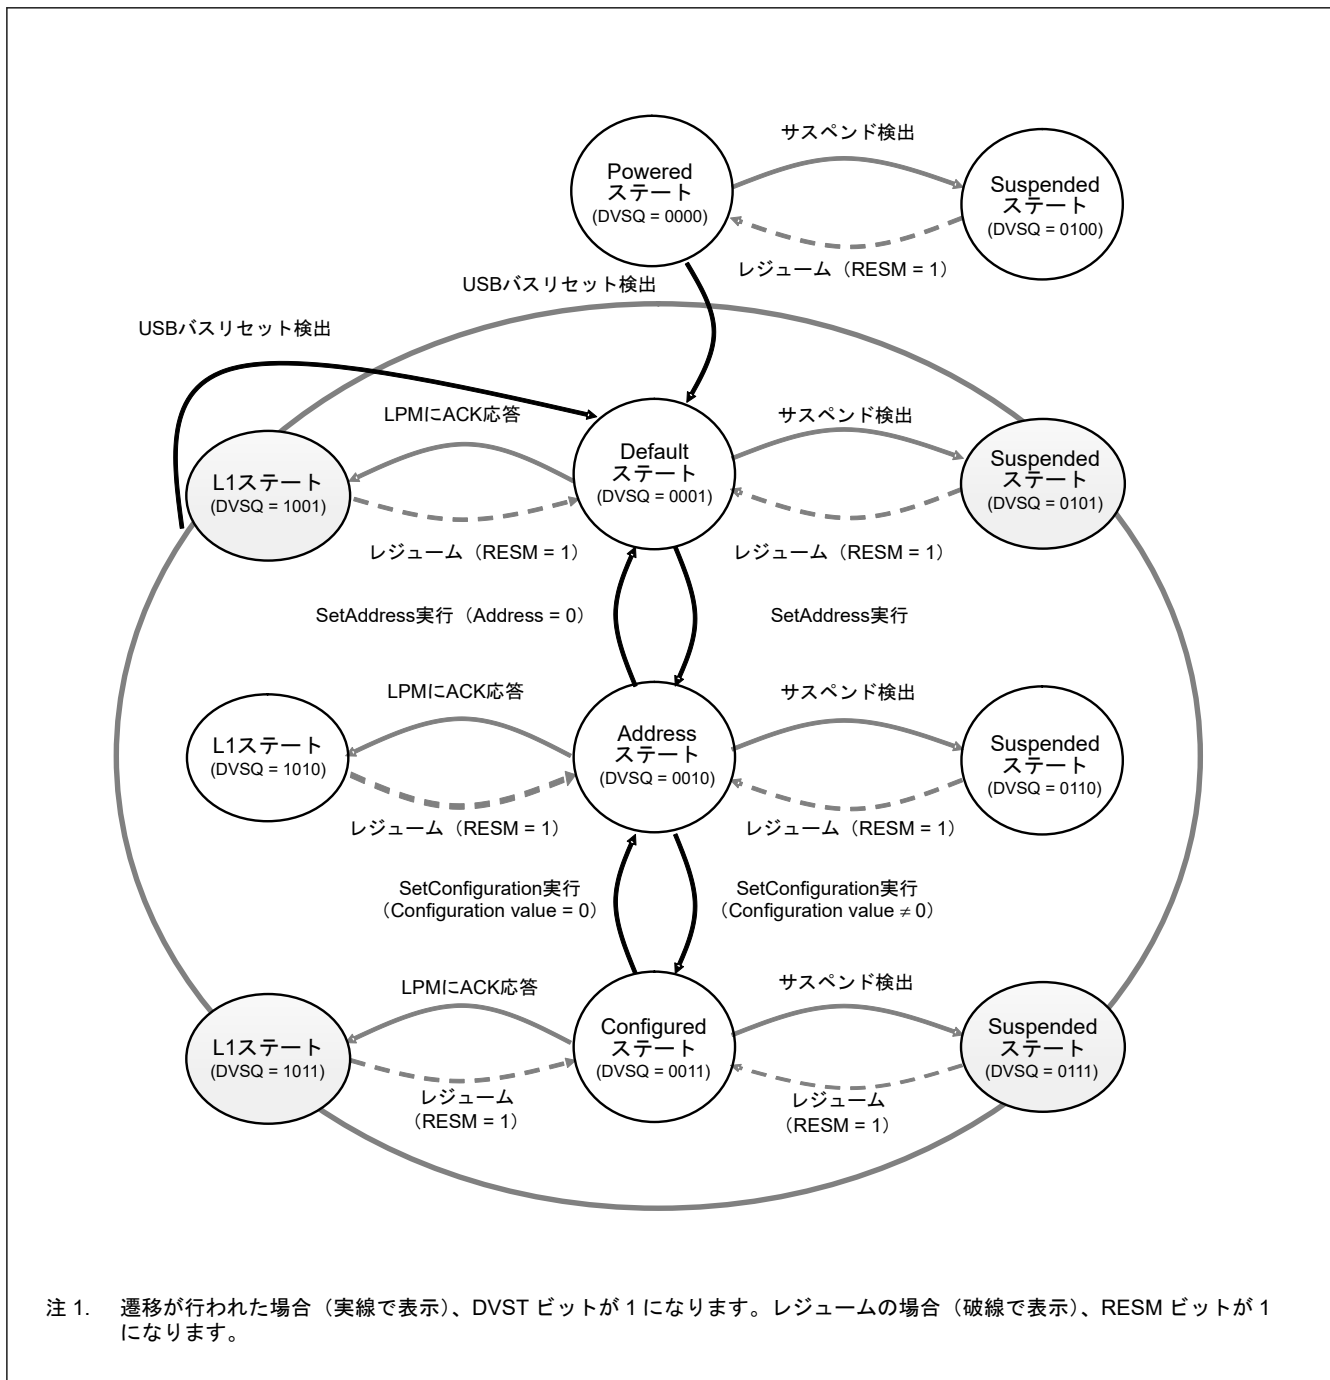 サスペンド検出
Powered
ステート
(DVSQ = 0000)
Suspended
ステート
(DVSQ = 0100)
レジューム（RESM = 1）
USBバスリセット検出
USBバスリセット検出
LPMにACK応答
サスペンド検出
Default
ステート
(DVSQ = 0001)
L1ステート
(DVSQ = 1001)
Suspended
ステート
(DVSQ = 0101)
レジューム（RESM = 1）
レジューム（RESM = 1）
SetAddress実行（Address = 0）
SetAddress実行
LPMにACK応答
サスペンド検出
L1ステート
(DVSQ = 1010)
Address
ステート
(DVSQ = 0010)
Suspended
ステート
(DVSQ = 0110)
レジューム（RESM = 1）
レジューム（RESM = 1）
SetConfiguration実行
（Configuration value = 0）
SetConfiguration実行
（Configuration value ≠ 0）
LPMにACK応答
サスペンド検出
L1ステート
(DVSQ = 1011)
Configured
ステート
(DVSQ = 0011)
Suspended
ステート
(DVSQ = 0111)
レジューム
（RESM = 1）
レジューム
（RESM = 1）
注 1. 遷移が行われた場合（実線で表示）、DVST ビットが 1 になります。レジュームの場合（破線で表示）、RESM ビットが 1
になります。